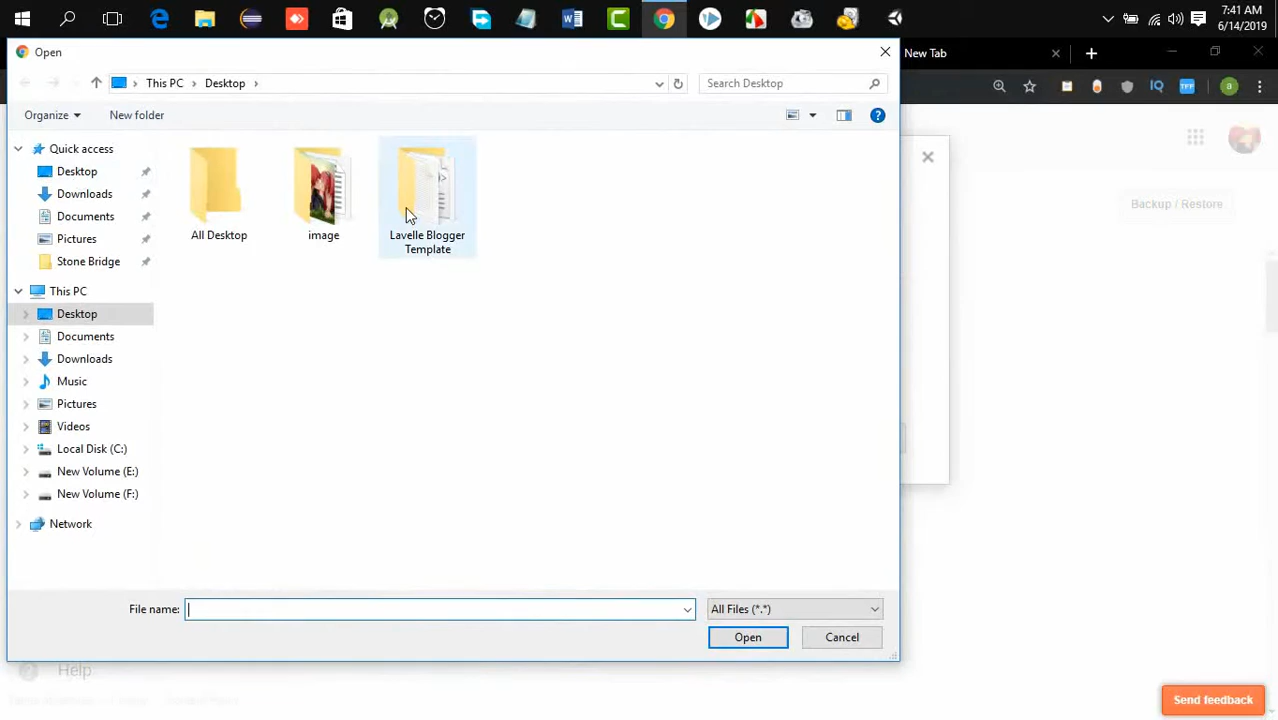 7:41 AM
6/14/2019
Open
New Tab
This PC
Desktop
Search Desktop
Organize
New folder
Quick access
Desktop
Downloads
Documents
Pictures
Stone Bridge
This PC
Desktop
Documents
Downloads
Music
Pictures
Videos
Local Disk (C:)
New Volume (E:)
New Volume (F:)
Network
All Desktop
image
Lavelle Blogger
Template
Backup / Restore
IQ
TFF
a
File name:
All Files (*.*)
Open
Cancel
Help
Send feedback